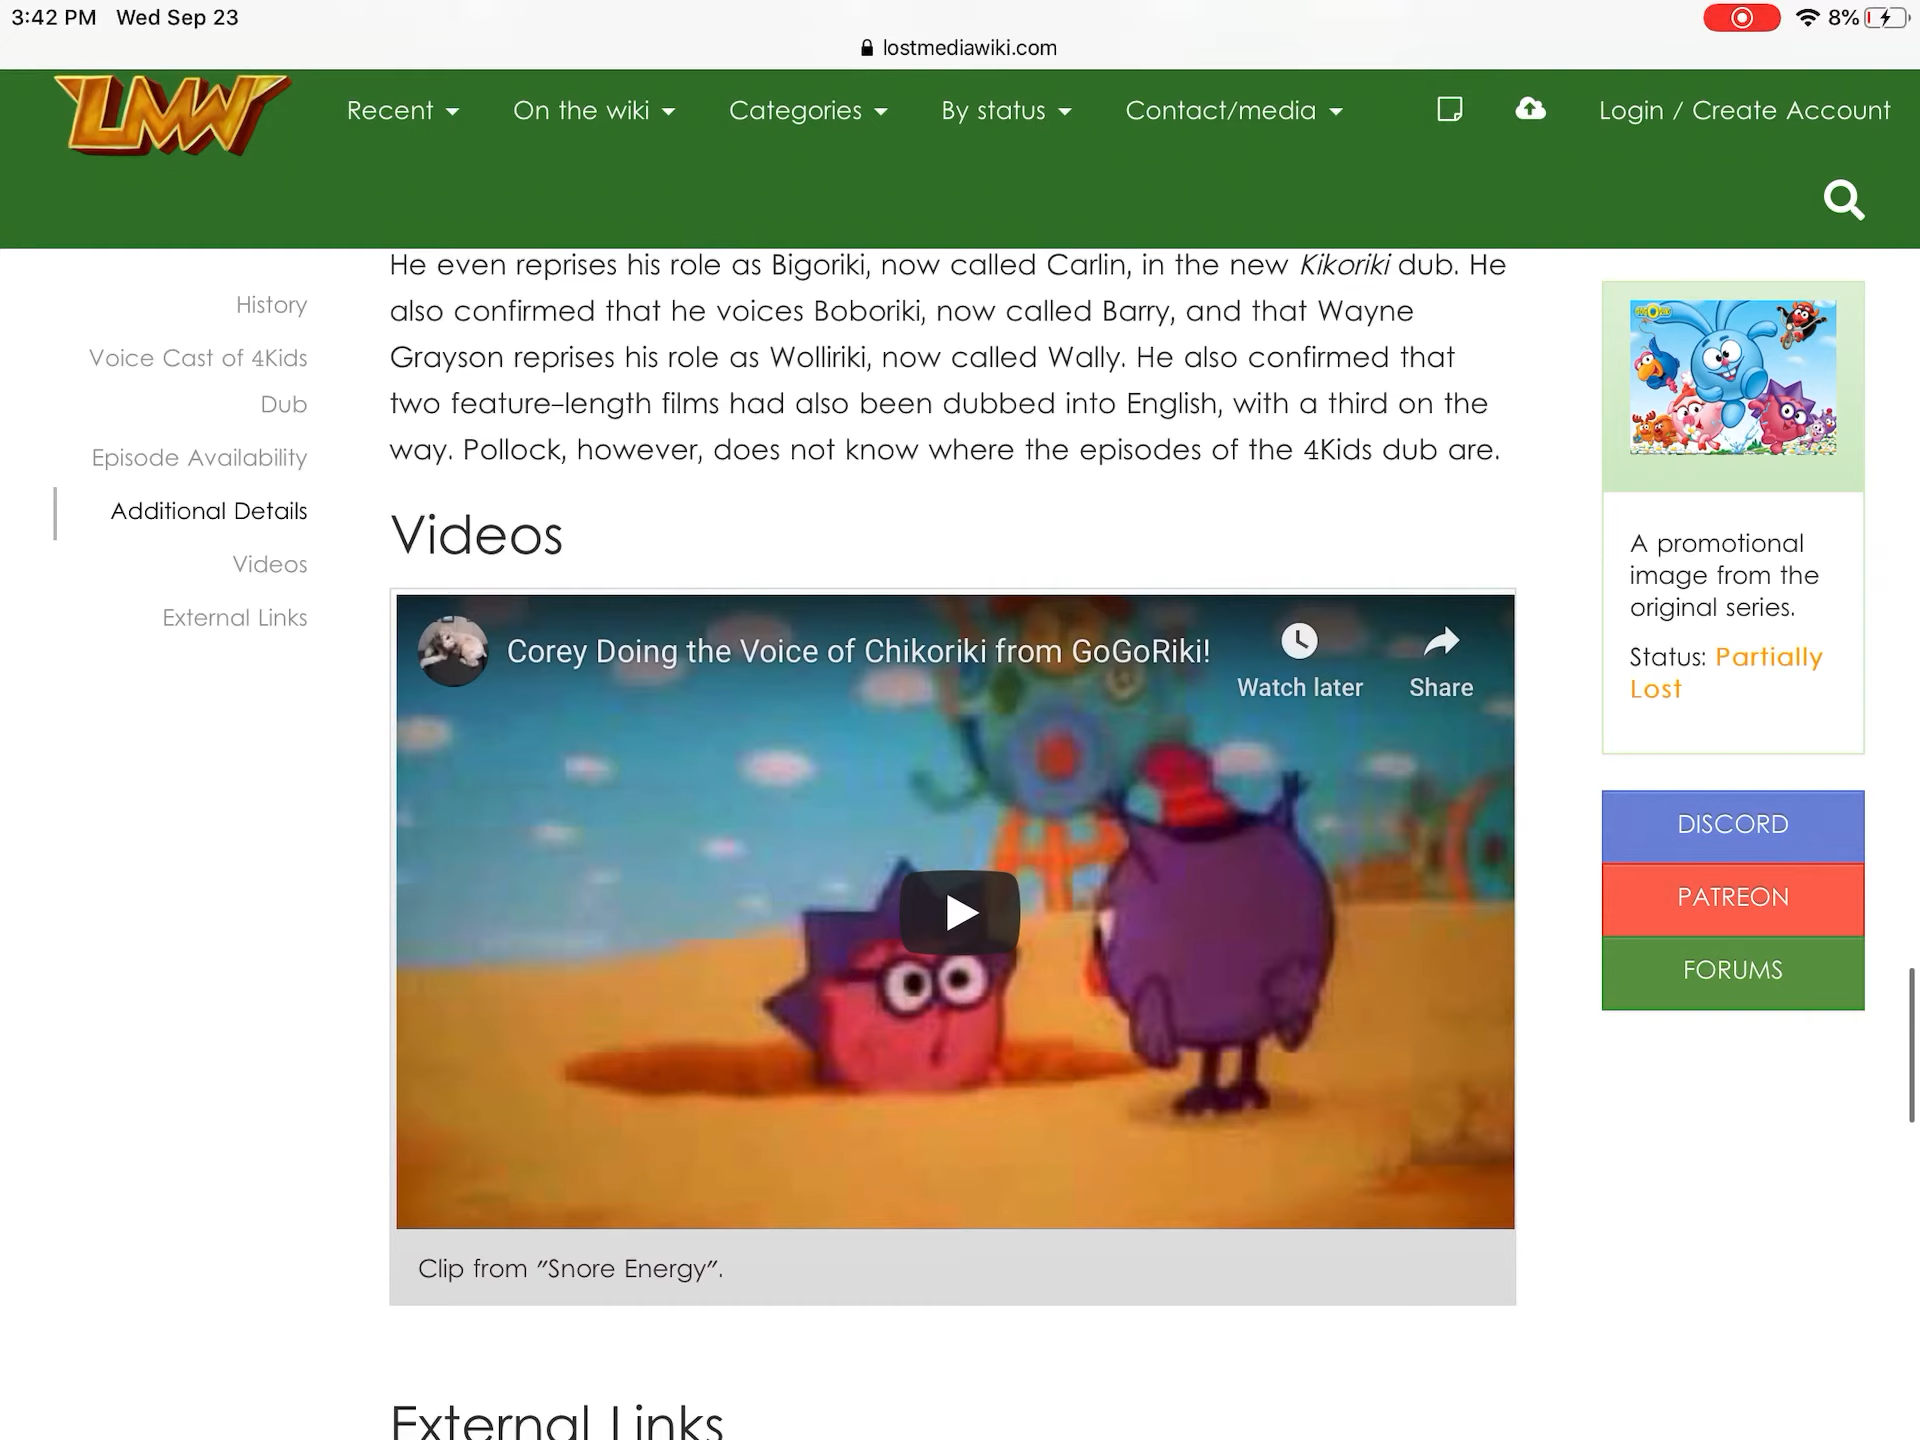 3:42 PM Wed Sep 23
8%
lostmediawiki.com
LMW
Recent
On the wiki
Categories
By status
Contact/media
Login / Create Account
History
Voice Cast of 4Kids
Dub
Episode Availability
Additional Details
Videos
External Links
He even reprises his role as Bigoriki, now called Carlin, in the new Kikoriki dub. He
also confirmed that he voices Boboriki, now called Barry, and that Wayne
Grayson reprises his role as Wolliriki, now called Wally. He also confirmed that
two feature-length films had also been dubbed into English, with a third on the
way. Pollock, however, does not know where the episodes of the 4Kids dub are.
Videos
Corey Doing the Voice of Chikoriki from GoGoRiki!
Watch later
Share
Clip from "Snore Energy".
External Links
A promotional
image from the
original series.
Status: Partially
Lost
DISCORD
PATREON
FORUMS